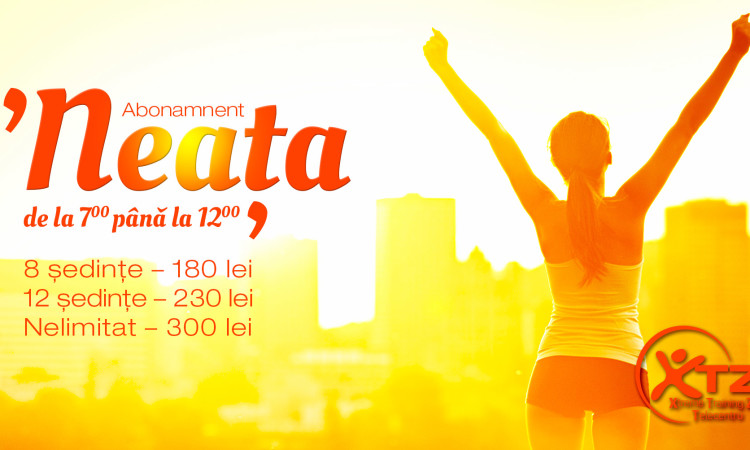 Abonamnent
’Neata’
de la 7⁰⁰ până la 12⁰⁰
8 ședințe – 180 lei
12 ședințe – 230 lei
Nelimitat – 300 lei
XTZ